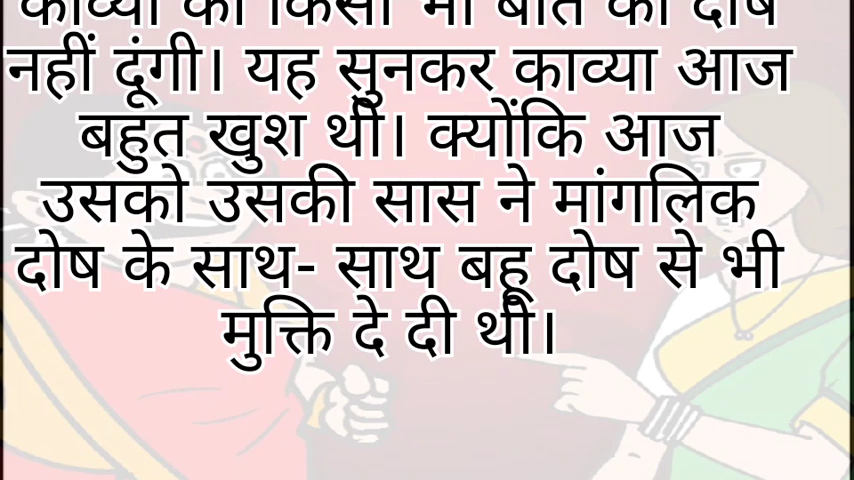 काव्या को किसी भी बात का दोष
नहीं दूंगी। यह सुनकर काव्या आज
बहुत खुश थी। क्योंकि आज
उसको उसकी सास ने मांगलिक
दोष के साथ- साथ बहू दोष से भी
मुक्ति दे दी थी।